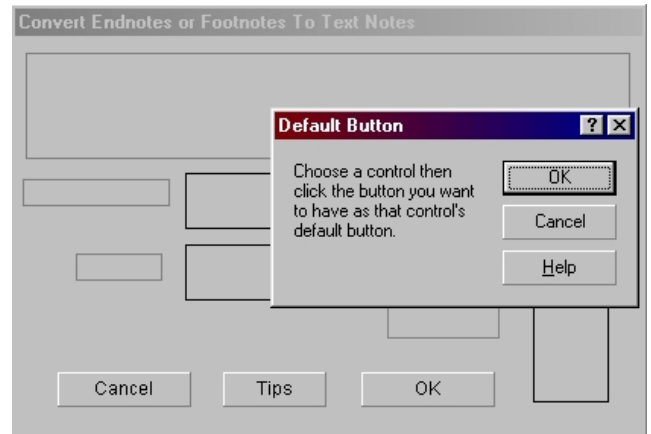 Convert Endnotes or Footnotes To Text Notes
Default Button
Choose a control then
click the button you want
to have as that control's
default button.
OK
Cancel
Help
Cancel
Tips
OK